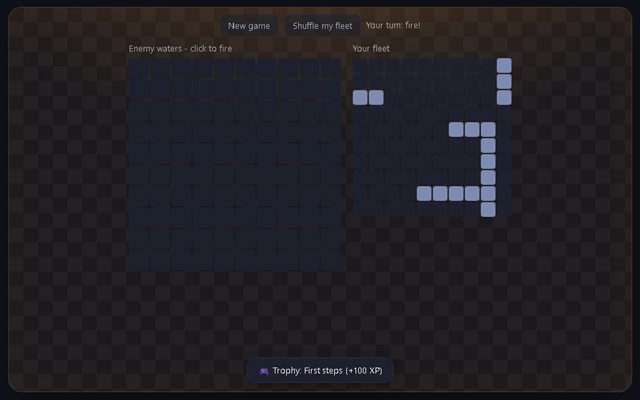 New game Shuffle my fleet Your turn: fire!
Enemy waters - click to fire Your fleet
🎮 Trophy: First steps (+100 XP)